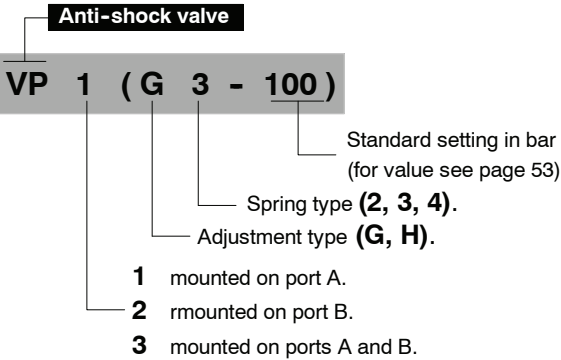 Anti-shock valve
VP 1 ( G 3 - 100 )
Standard setting in bar
(for value see page 53)
Spring type (2, 3, 4).
Adjustment type (G, H).
1 mounted on port A.
2 rmounted on port B.
3 mounted on ports A and B.